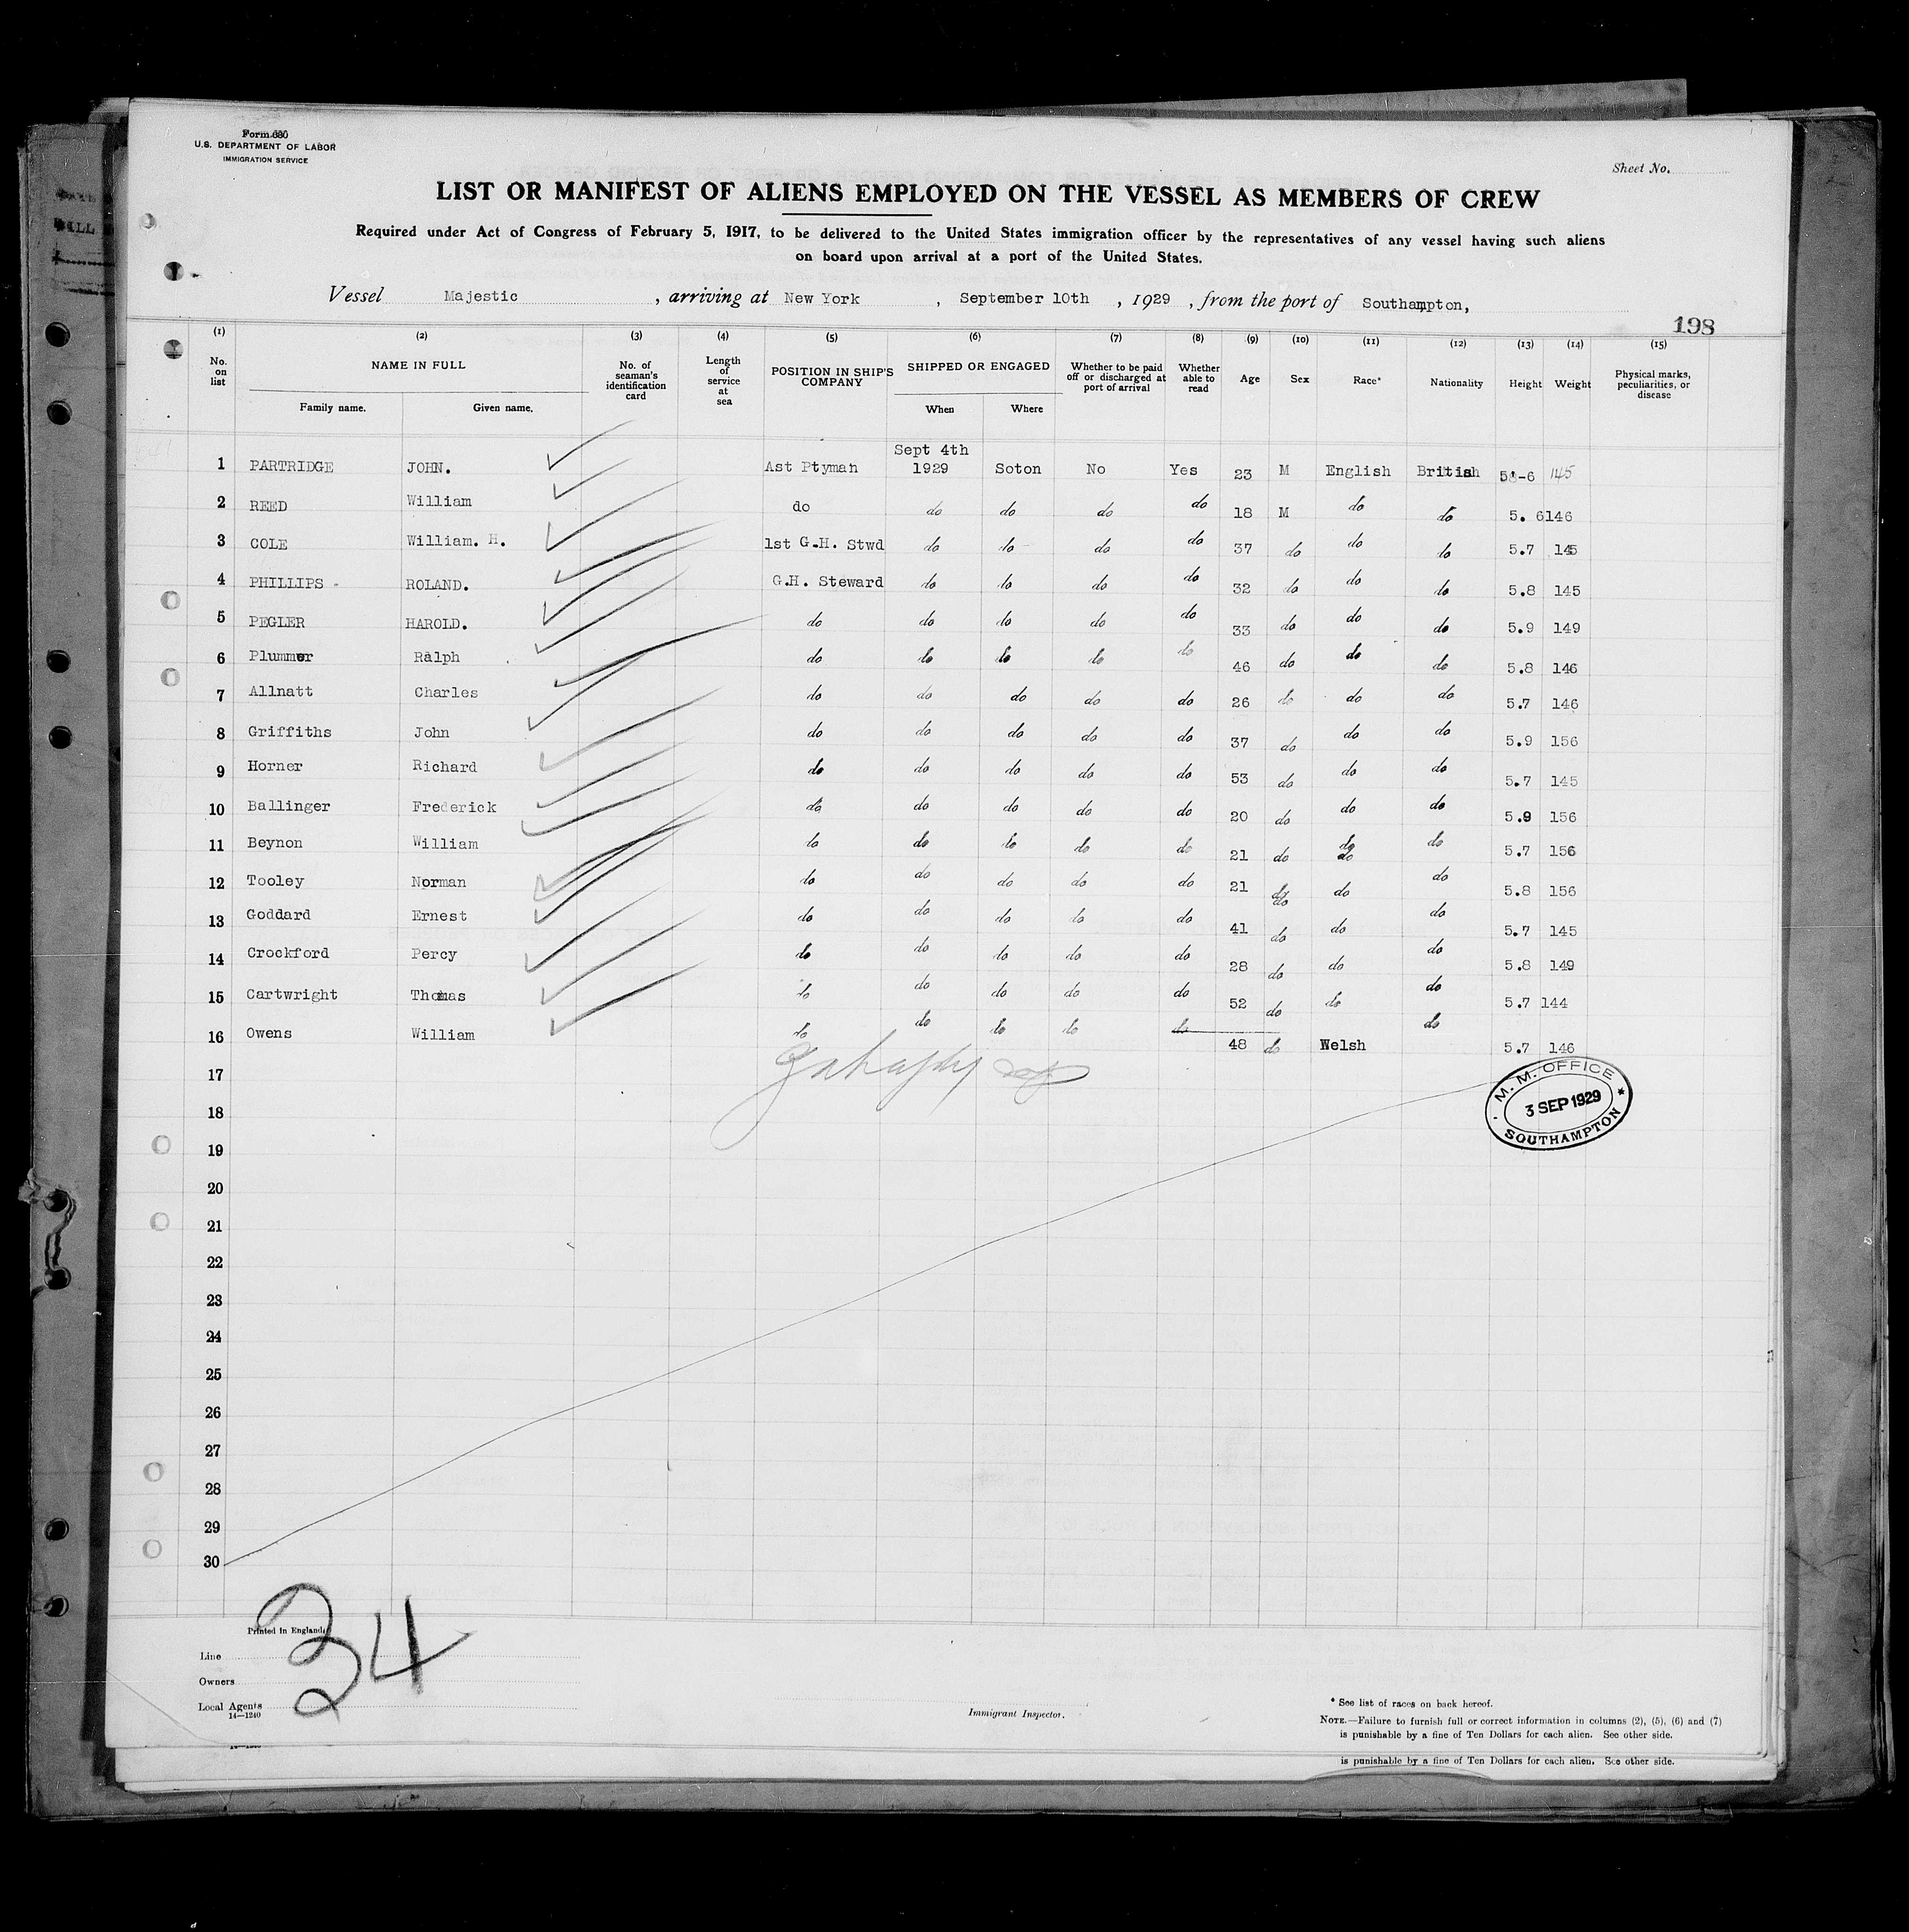 Form 680
U.S. DEPARTMENT OF LABOR
IMMIGRATION SERVICE
Sheet No.
LIST OR MANIFEST OF ALIENS EMPLOYED ON THE VESSEL AS MEMBERS OF CREW
Required under Act of Congress of February 5, 1917, to be delivered to the United States immigration officer by the representatives of any vessel having such aliens
on board upon arrival at a port of the United States.
Vessel Majestic , arriving at New York , September 10th , 1929 , from the port of Southampton,
198
(1) (2) (3) (4) (5) (6) (7) (8) (9) (10) (11) (12) (13) (14) (15)
No. on list NAME IN FULL Family name. Given name. No. of seaman's identification card Length of service at sea POSITION IN SHIP'S COMPANY SHIPPED OR ENGAGED When Where Whether to be paid off or discharged at port of arrival Whether able to read Age Sex Race* Nationality Height Weight Physical marks, peculiarities, or disease
1 PARTRIDGE JOHN. Ast Ptyman Sept 4th 1929 Soton No Yes 23 M English British 5-6 145
2 REED William do do do do do 18 M do do 5. 6 146
3 COLE William. H. 1st G.H. Stwd do do do do 37 do do do 5.7 145
4 PHILLIPS - ROLAND. G.H. Steward do do do do 32 do do do 5.8 145
5 PEGLER HAROLD. do do do do do 33 do do do 5.9 149
6 Plummer Ralph do do do do do 46 do do do 5.8 146
7 Allnatt Charles do do do do do 26 do do do 5.7 146
8 Griffiths John do do do do do 37 do do do 5.9 156
9 Horner Richard do do do do do 53 do do do 5.7 145
10 Ballinger Frederick do do do do do 20 do do do 5.9 156
11 Beynon William do do do do do 21 do do do do 5.7 156
12 Tooley Norman do do do do do 21 do do do do 5.8 156
13 Goddard Ernest do do do do do 41 do do do 5.7 145
14 Crockford Percy do do do do do 28 do do do 5.8 149
15 Cartwright Thomas do do do do do 52 do do do 5.7 144
16 Owens William do do do do do 48 do Welsh do 5.7 146
17
18
19
20
21
22
23
24
25
26
27
28
29
30
M. M. OFFICE
3 SEP 1929
SOUTHAMPTON
34
Printed in England
Line
Owners
Local Agents
14—1240
Immigrant Inspector.
* See list of races on back hereof.
NOTE.—Failure to furnish full or correct information in columns (2), (5), (6) and (7)
is punishable by a fine of Ten Dollars for each alien. See other side.
is punishable by a fine of Ten Dollars for each alien. See other side.